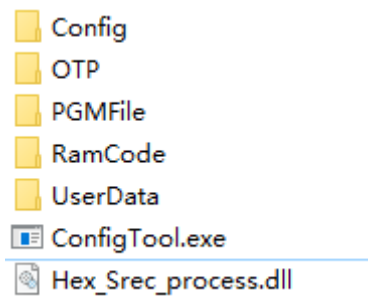 Config
OTP
PGMFile
RamCode
UserData
ConfigTool.exe
Hex_Srec_process.dll